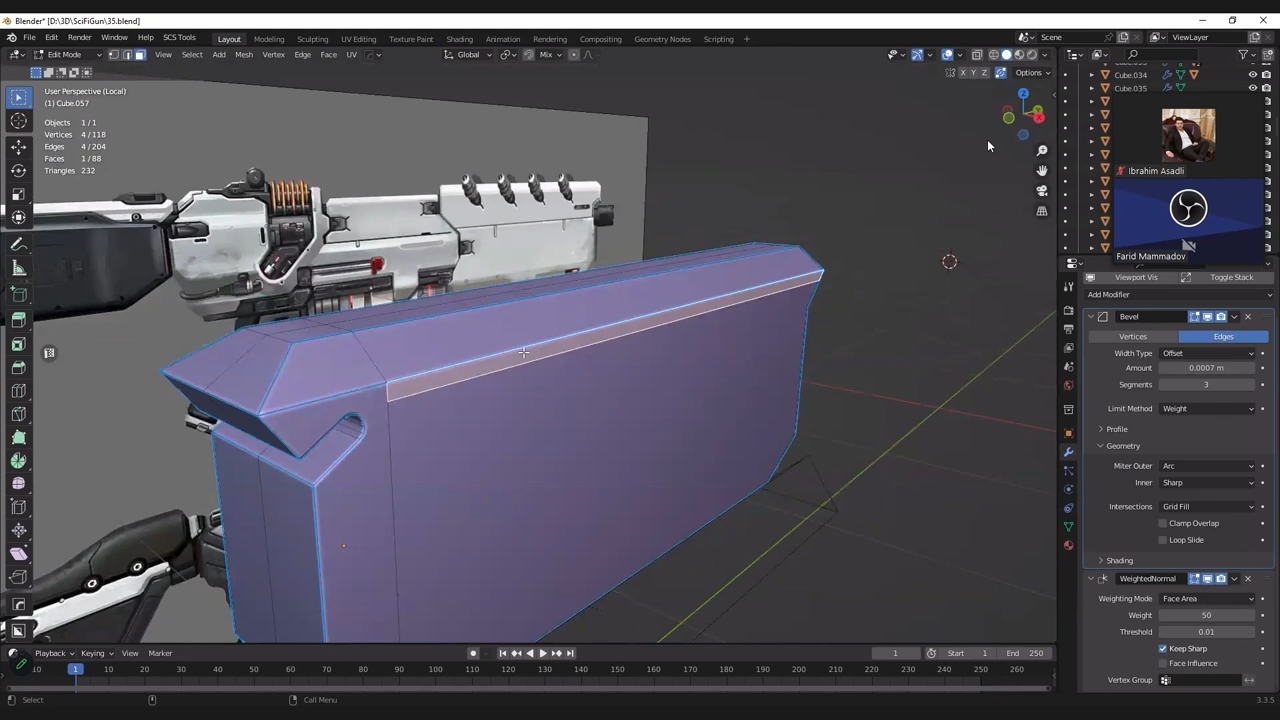 Blender* [D:\3D\SciFiGun\35.blend]
File Edit Render Window Help SCS Tools Layout Modeling Sculpting UV Editing Texture Paint Shading Animation Rendering Compositing Geometry Nodes Scripting + Scene ViewLayer
Edit Mode View Select Add Mesh Vertex Edge Face UV Global Mix
X Y Z Options
User Perspective (Local)
(1) Cube.057
Objects 1/1
Vertices 4/118
Edges 4/204
Faces 1/88
Triangles 232
Cube.034
Cube.035
Ibrahim Asadli
Farid Mammadov
Viewport Vis Toggle Stack
Add Modifier
Bevel
Vertices Edges
Width Type Offset
Amount 0.0007 m
Segments 3
Limit Method Weight
Profile
Geometry
Miter Outer Arc
Inner Sharp
Intersections Grid Fill
Clamp Overlap
Loop Slide
Shading
WeightedNormal
Weighting Mode Face Area
Weight 50
Threshold 0.01
Keep Sharp
Face Influence
Vertex Group
Playback Keying View Marker 1 Start 1 End 250
10 1 20 30 40 50 60 70 80 90 100 110 120 130 140 150 160 170 180 190 200 210 220 230 240 250 260
Select Call Menu 3.3.5